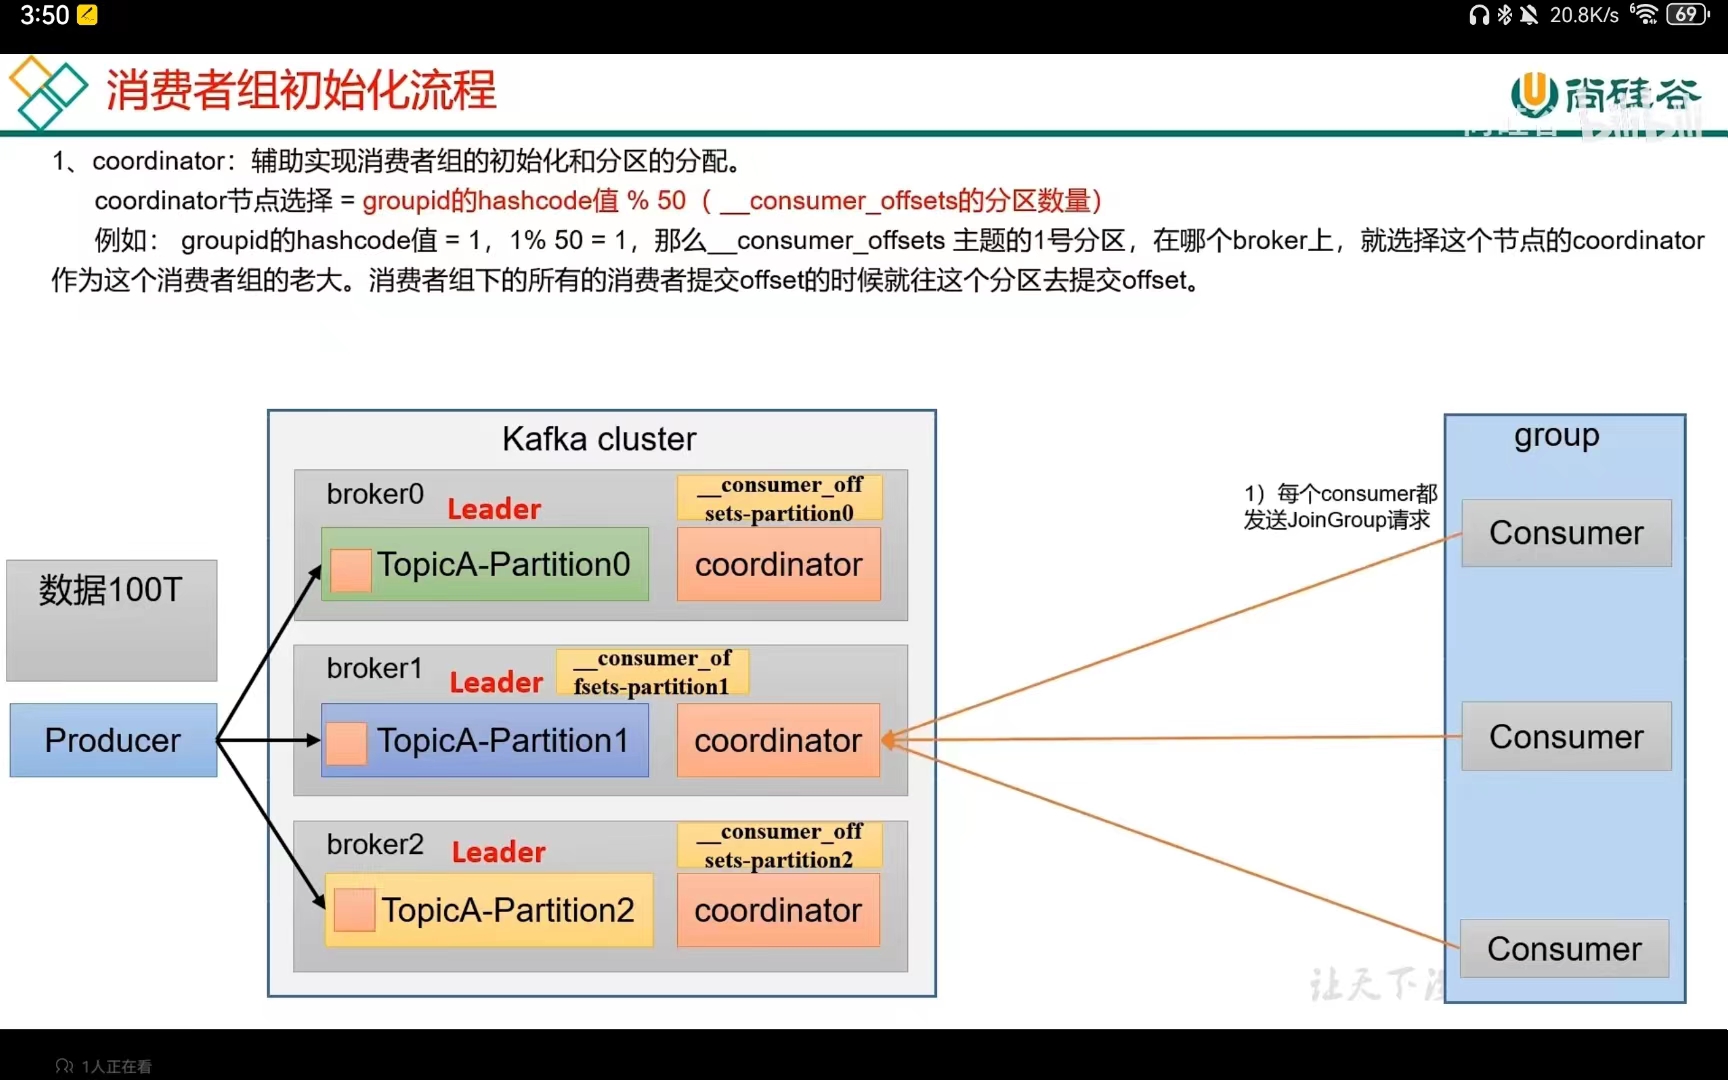 3:50
20.8K/s
6
69
消费者组初始化流程
尚硅谷
1、coordinator：辅助实现消费者组的初始化和分区的分配。
coordinator节点选择 = groupid的hashcode值 % 50（ __consumer_offsets的分区数量）
例如： groupid的hashcode值 = 1，1% 50 = 1，那么__consumer_offsets 主题的1号分区，在哪个broker上，就选择这个节点的coordinator
作为这个消费者组的老大。消费者组下的所有的消费者提交offset的时候就往这个分区去提交offset。
数据100T
Producer
Kafka cluster
broker0
Leader
__consumer_off
sets-partition0
TopicA-Partition0
coordinator
broker1
Leader
__consumer_of
fsets-partition1
TopicA-Partition1
coordinator
broker2
Leader
__consumer_off
sets-partition2
TopicA-Partition2
coordinator
1）每个consumer都
发送JoinGroup请求
group
Consumer
Consumer
Consumer
让天下
1人正在看